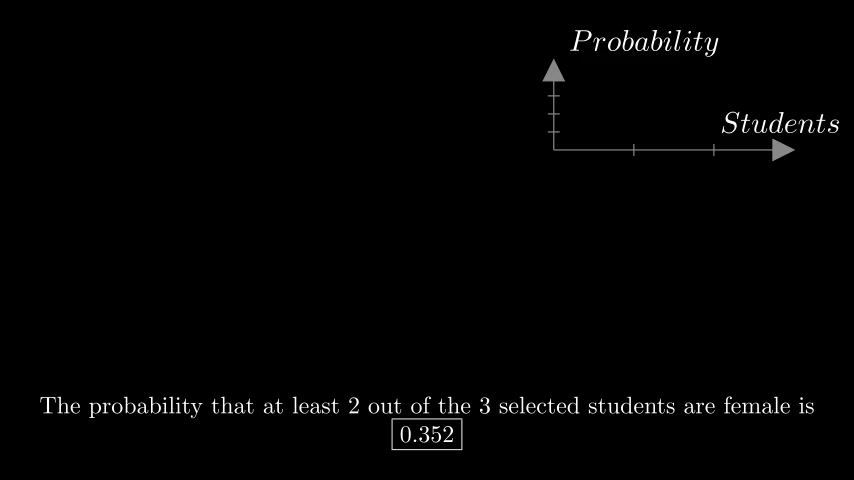 Probability
Students
The probability that at least 2 out of the 3 selected students are female is
0.352